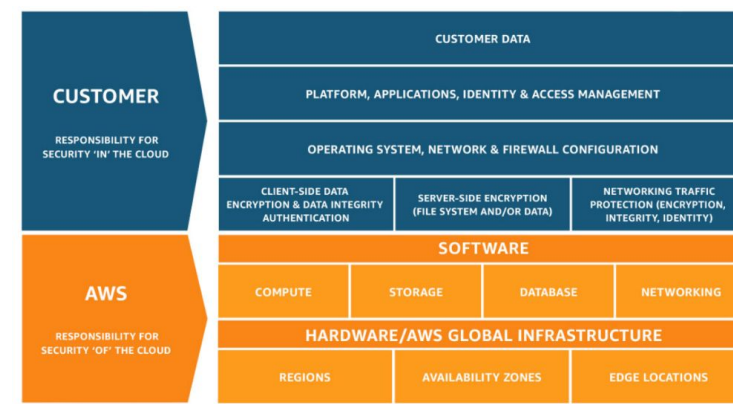 CUSTOMER
RESPONSIBILITY FOR
SECURITY 'IN' THE CLOUD
CUSTOMER DATA
PLATFORM, APPLICATIONS, IDENTITY & ACCESS MANAGEMENT
OPERATING SYSTEM, NETWORK & FIREWALL CONFIGURATION
CLIENT-SIDE DATA
ENCRYPTION & DATA INTEGRITY
AUTHENTICATION
SERVER-SIDE ENCRYPTION
(FILE SYSTEM AND/OR DATA)
NETWORKING TRAFFIC
PROTECTION (ENCRYPTION,
INTEGRITY, IDENTITY)
AWS
RESPONSIBILITY FOR
SECURITY 'OF' THE CLOUD
SOFTWARE
COMPUTE
STORAGE
DATABASE
NETWORKING
HARDWARE/AWS GLOBAL INFRASTRUCTURE
REGIONS
AVAILABILITY ZONES
EDGE LOCATIONS